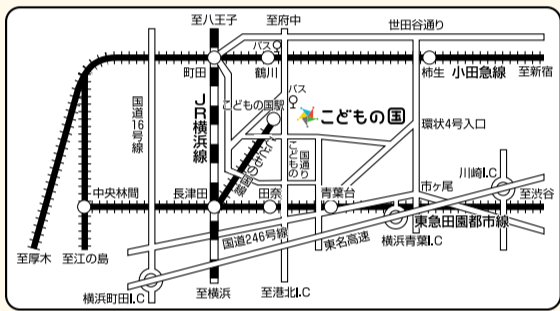 至八王子
至府中
世田谷通り
バス
町田
鶴川
柿生
小田急線
至新宿
国道16号線
JR横浜線
バス
こどもの国駅
こどもの国
こどもの国線
こどもの国通り
環状4号入口
川崎I.C
中央林間
長津田
田奈
青葉台
市ヶ尾
至渋谷
東急田園都市線
国道246号線
東名高速
横浜青葉I.C
至厚木
至江の島
横浜町田I.C
至横浜
至港北I.C